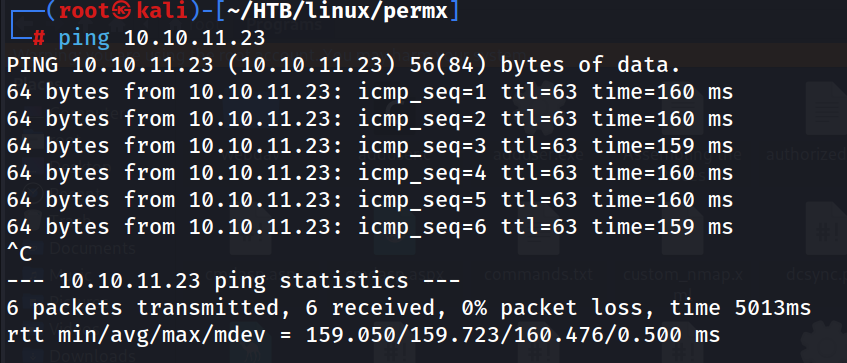 (root㉿kali)-[~/HTB/linux/permx]
# ping 10.10.11.23
PING 10.10.11.23 (10.10.11.23) 56(84) bytes of data.
64 bytes from 10.10.11.23: icmp_seq=1 ttl=63 time=160 ms
64 bytes from 10.10.11.23: icmp_seq=2 ttl=63 time=160 ms
64 bytes from 10.10.11.23: icmp_seq=3 ttl=63 time=159 ms
64 bytes from 10.10.11.23: icmp_seq=4 ttl=63 time=160 ms
64 bytes from 10.10.11.23: icmp_seq=5 ttl=63 time=160 ms
64 bytes from 10.10.11.23: icmp_seq=6 ttl=63 time=159 ms
^C
Documents
--- 10.10.11.23 ping statistics ---
commands.txt
6 packets transmitted, 6 received, 0% packet loss, time 5013ms
rtt min/avg/max/mdev = 159.050/159.723/160.476/0.500 ms
Downloads